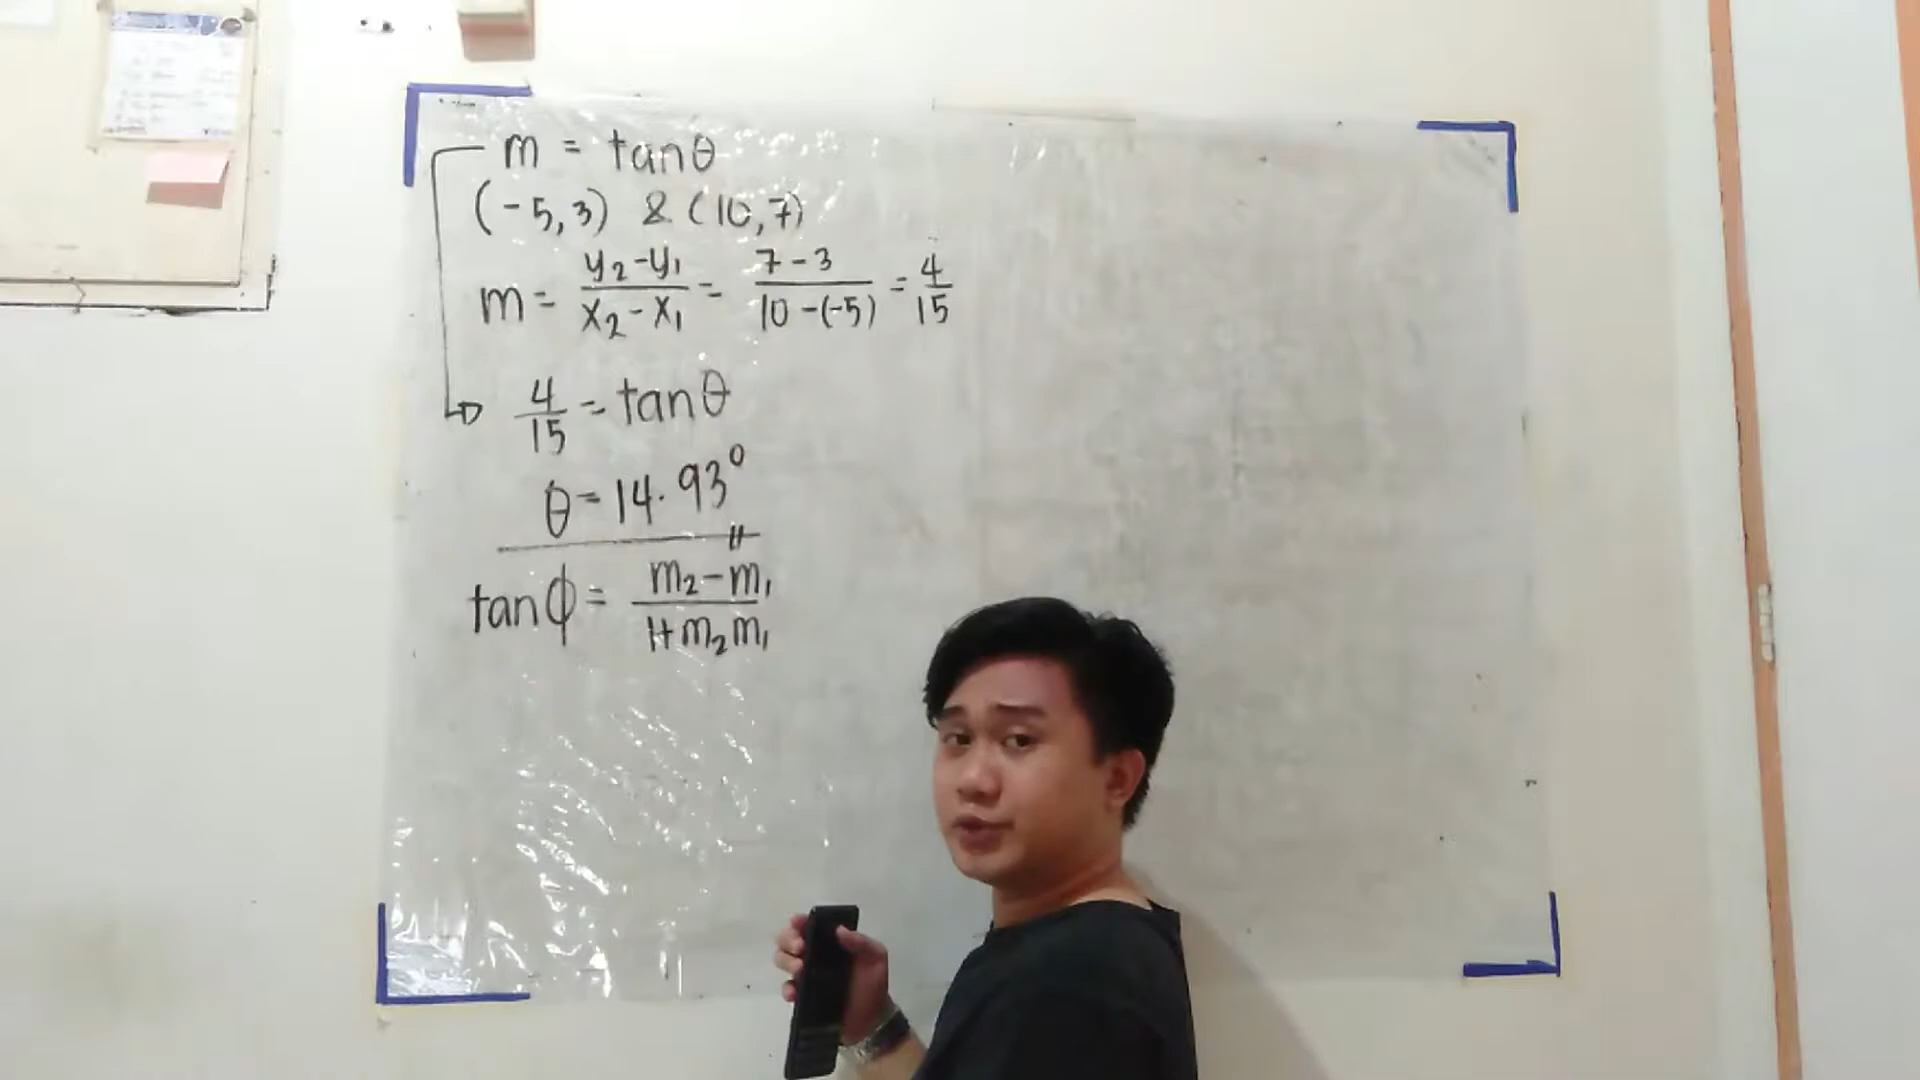 m = tanθ
(-5,3) & (10,7)
m = y₂-y₁/x₂-x₁ = 7-3/10-(-5) = 4/15
4/15 = tanθ
θ = 14.93°
tanϕ = m₂-m₁/1+m₂m₁